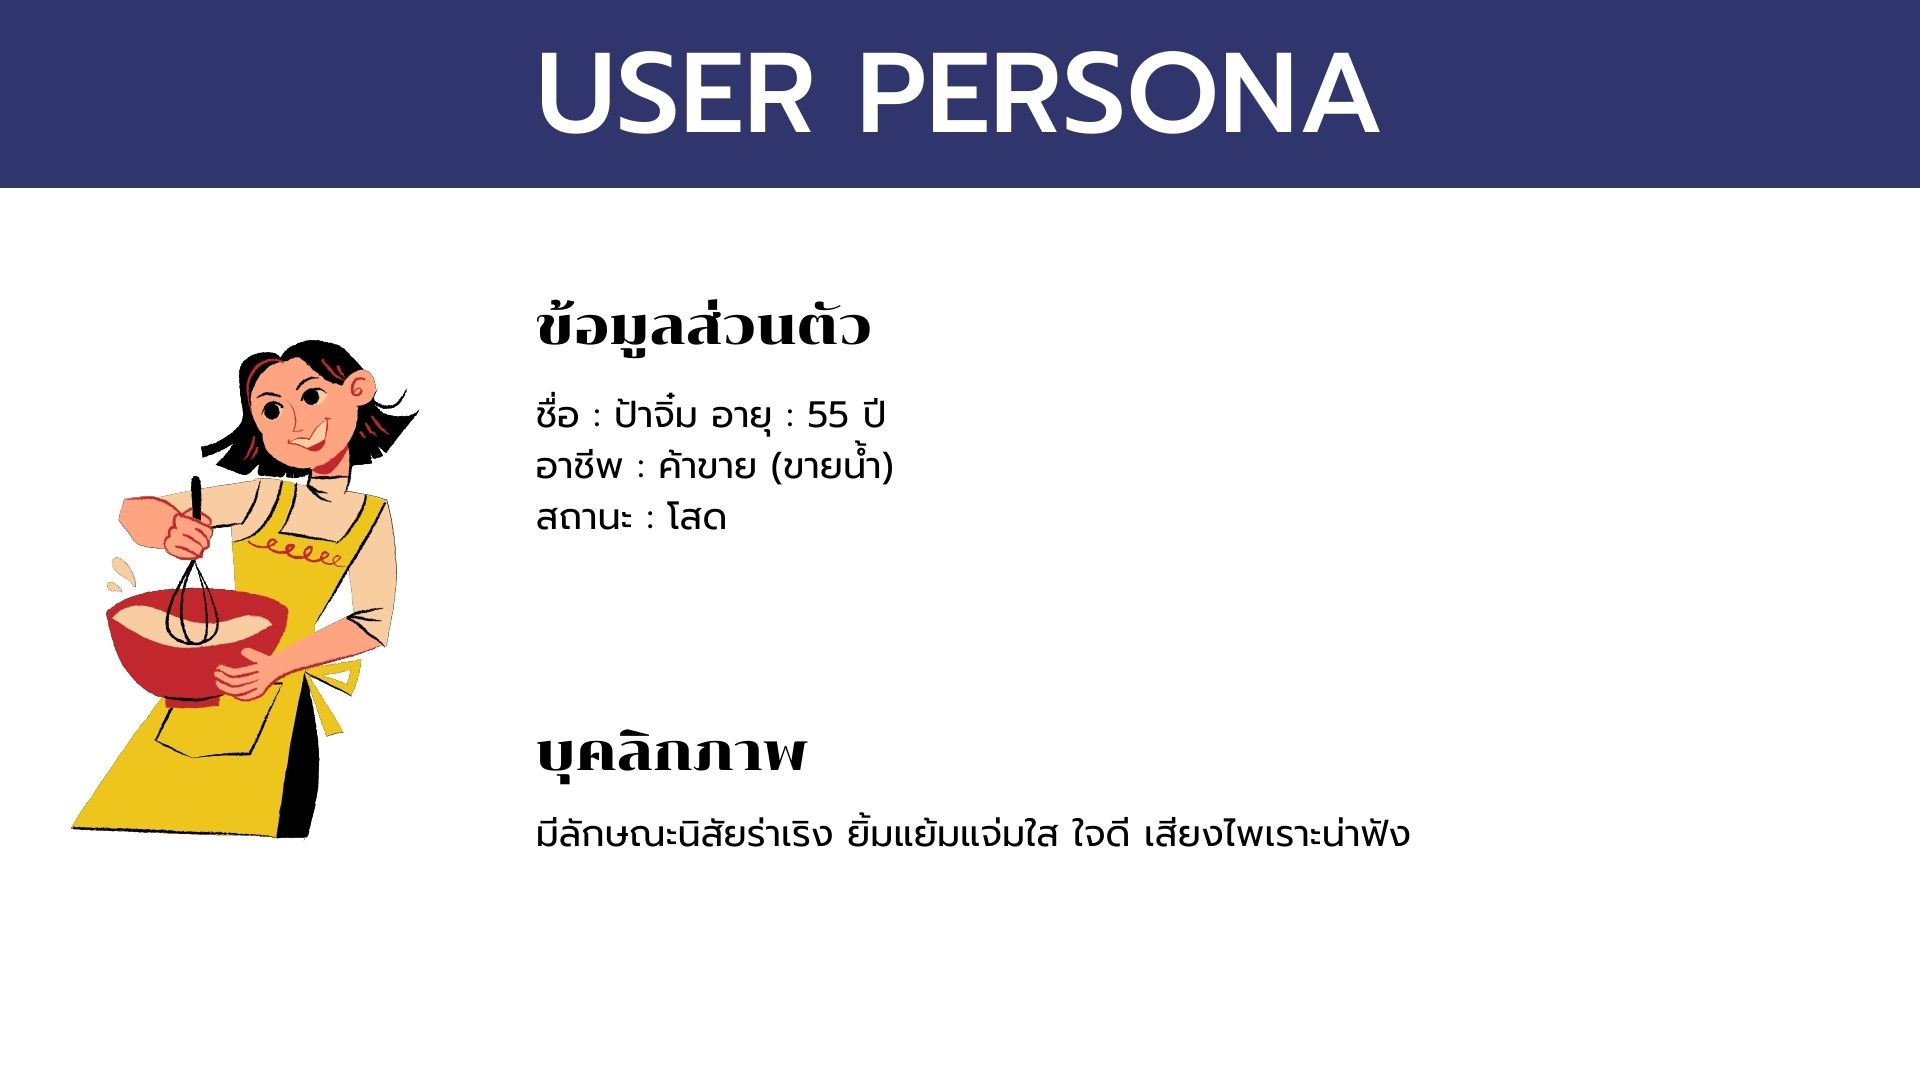 USER PERSONA
ข้อมูลส่วนตัว
ชื่อ : ป้าจิ๋ม อายุ : 55 ปี
อาชีพ : ค้าขาย (ขายน้ำ)
สถานะ : โสด
บุคลิกภาพ
มีลักษณะนิสัยร่าเริง ยิ้มแย้มแจ่มใส ใจดี เสียงไพเราะน่าฟัง